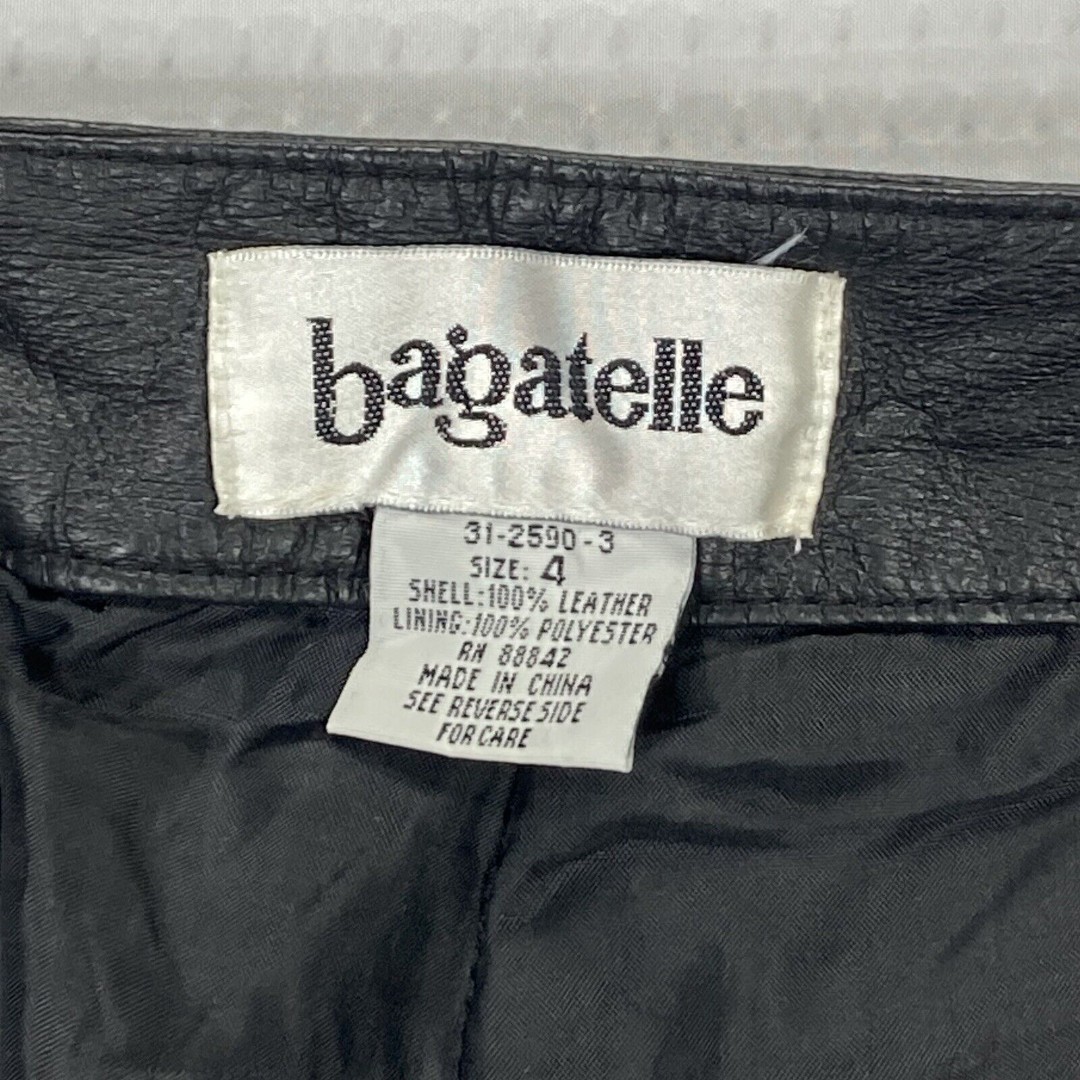 bagatelle
31-2590-3
SIZE: 4
SHELL:100% LEATHER
LINING:100% POLYESTER
RN 88842
MADE IN CHINA
SEE REVERSE SIDE
FOR CARE